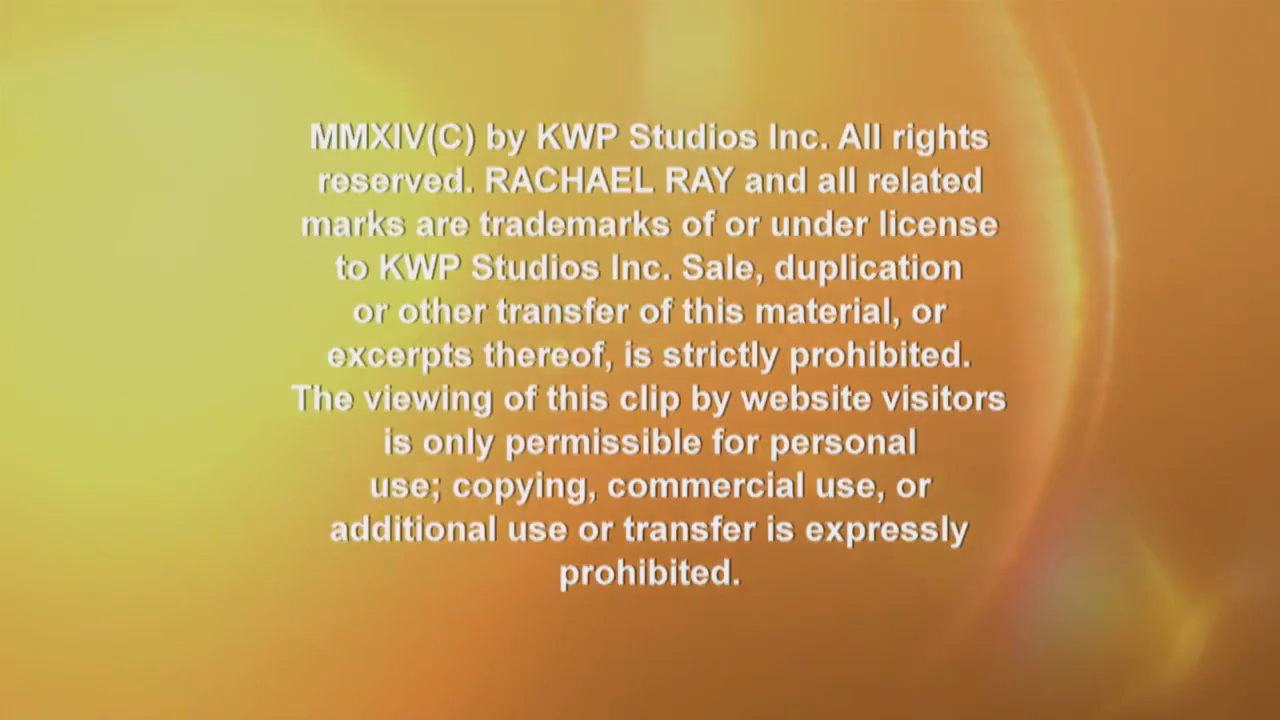 MMXIV(C) by KWP Studios Inc. All rights
reserved. RACHAEL RAY and all related
marks are trademarks of or under license
to KWP Studios Inc. Sale, duplication
or other transfer of this material, or
excerpts thereof, is strictly prohibited.
The viewing of this clip by website visitors
is only permissible for personal
use; copying, commercial use, or
additional use or transfer is expressly
prohibited.